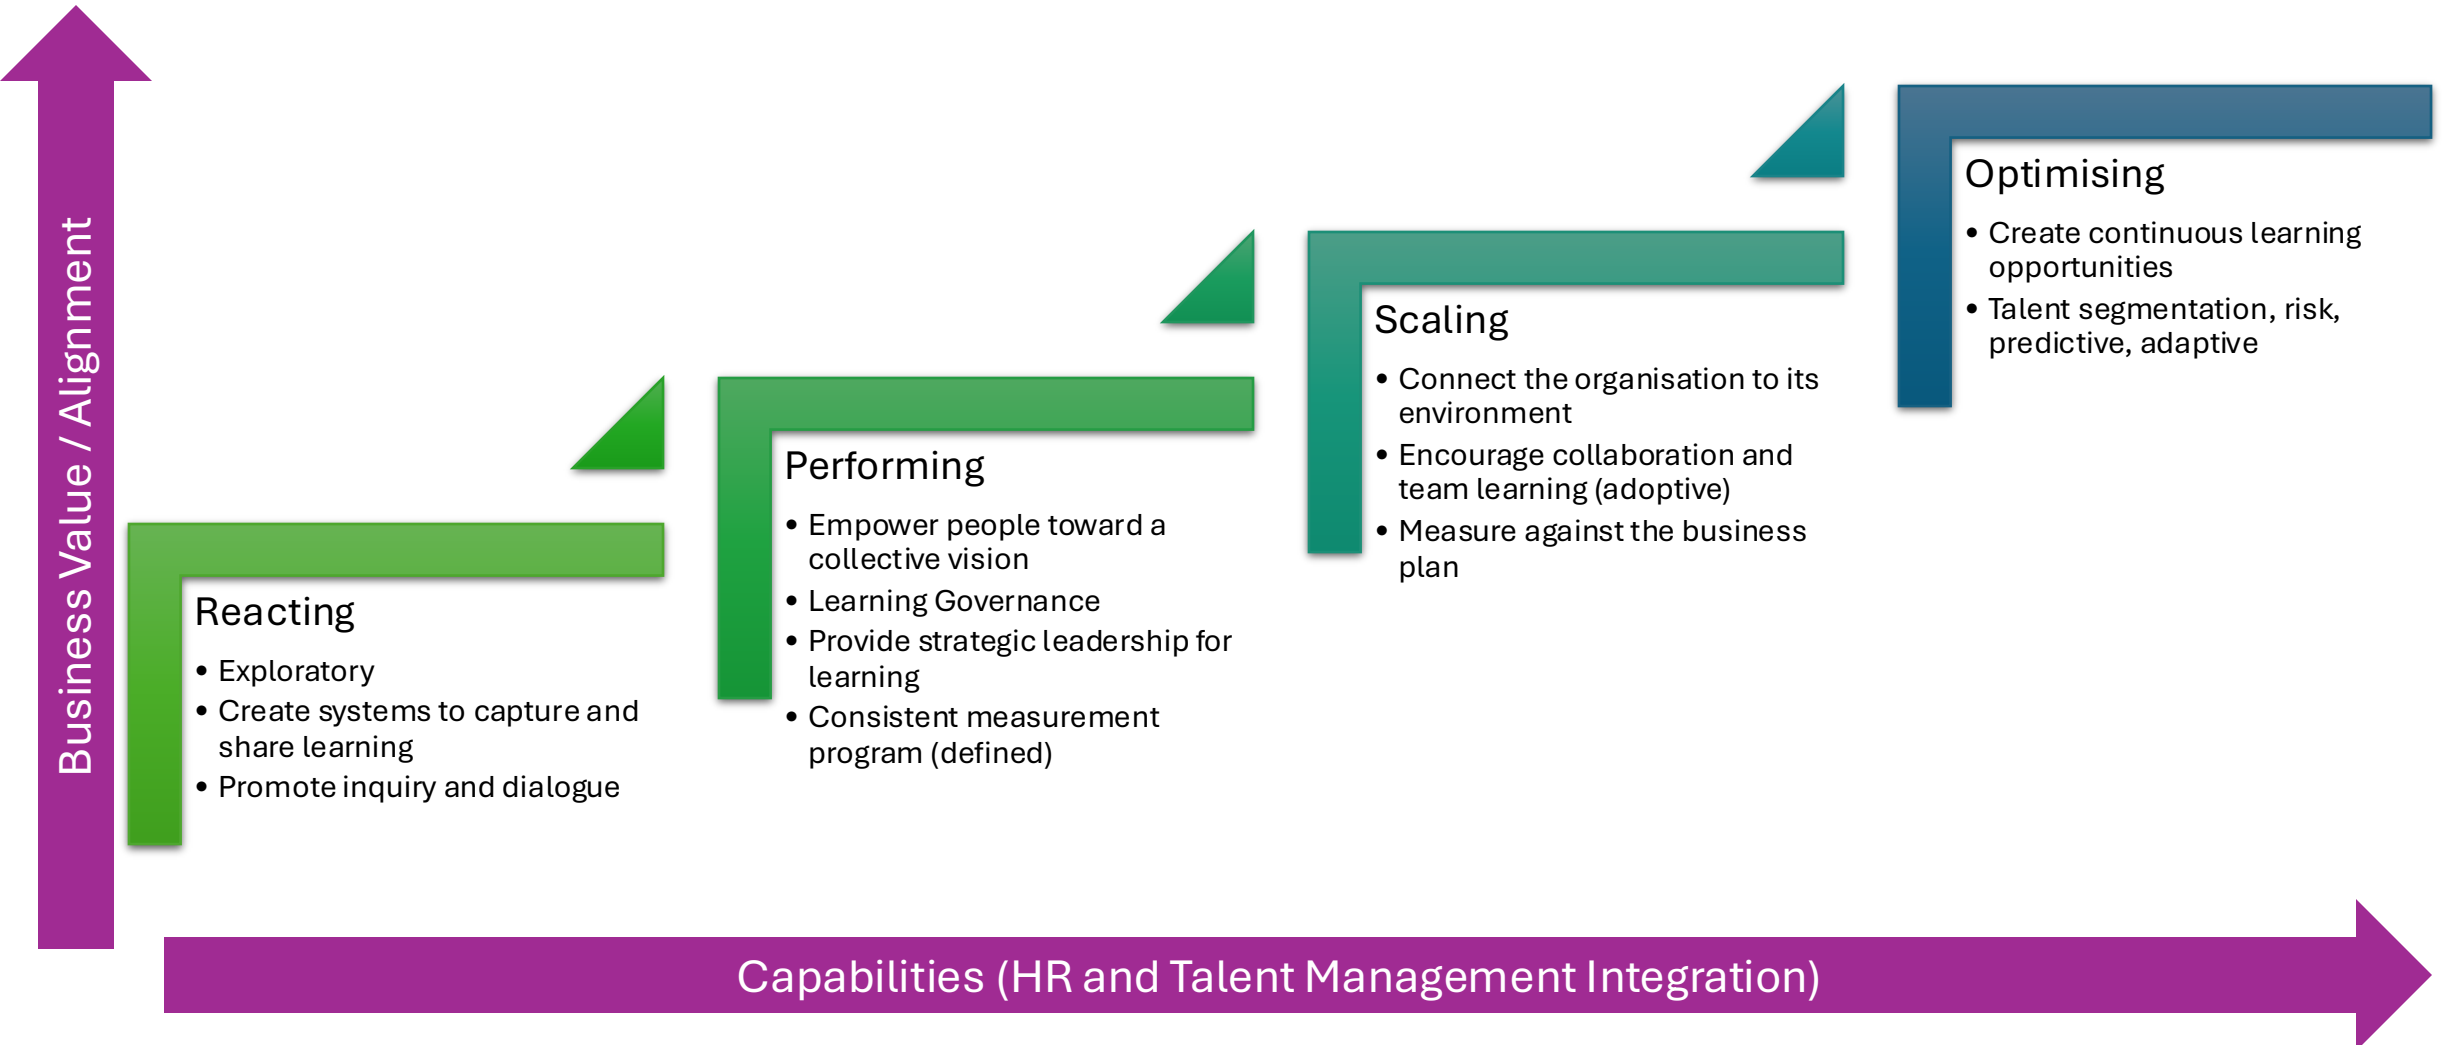 Business Value / Alignment
Reacting
• Exploratory
• Create systems to capture and
share learning
• Promote inquiry and dialogue
Performing
• Empower people toward a
collective vision
• Learning Governance
• Provide strategic leadership for
learning
• Consistent measurement
program (defined)
Scaling
• Connect the organisation to its
environment
• Encourage collaboration and
team learning (adoptive)
• Measure against the business
plan
Optimising
• Create continuous learning
opportunities
• Talent segmentation, risk,
predictive, adaptive
Capabilities (HR and Talent Management Integration)